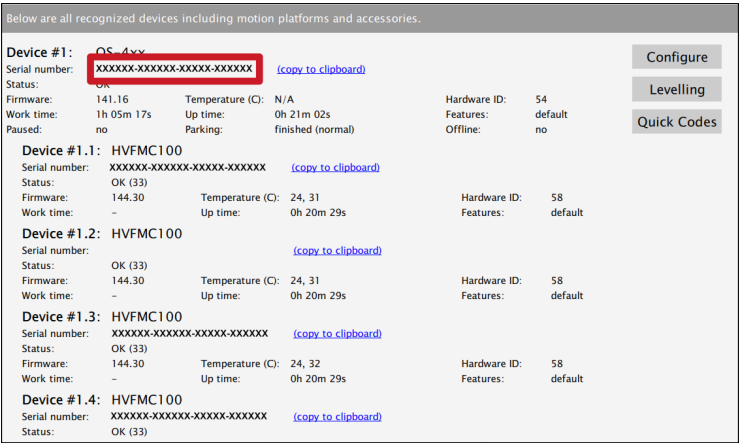 Below are all recognized devices including motion platforms and accessories.
Device #1: QS-4xx
Serial number: XXXXXX-XXXXXX-XXXXX-XXXXXX (copy to clipboard)
Status: OK
Firmware: 141.16 Temperature (C): N/A Hardware ID: 54
Work time: 1h 05m 17s Up time: 0h 21m 02s Features: default
Paused: no Parking: finished (normal) Offline: no
Configure
Levelling
Quick Codes
Device #1.1: HVFMC100
Serial number: XXXXXX-XXXXXX-XXXXX-XXXXXX (copy to clipboard)
Status: OK (33)
Firmware: 144.30 Temperature (C): 24, 31 Hardware ID: 58
Work time: – Up time: 0h 20m 29s Features: default
Device #1.2: HVFMC100
Serial number: (copy to clipboard)
Status: OK (33)
Firmware: 144.30 Temperature (C): 24, 31 Hardware ID: 58
Work time: – Up time: 0h 20m 29s Features: default
Device #1.3: HVFMC100
Serial number: XXXXXX-XXXXXX-XXXXX-XXXXXX (copy to clipboard)
Status: OK (33)
Firmware: 144.30 Temperature (C): 24, 32 Hardware ID: 58
Work time: – Up time: 0h 20m 29s Features: default
Device #1.4: HVFMC100
Serial number: XXXXXX-XXXXXX-XXXXX-XXXXXX (copy to clipboard)
Status: OK (33)